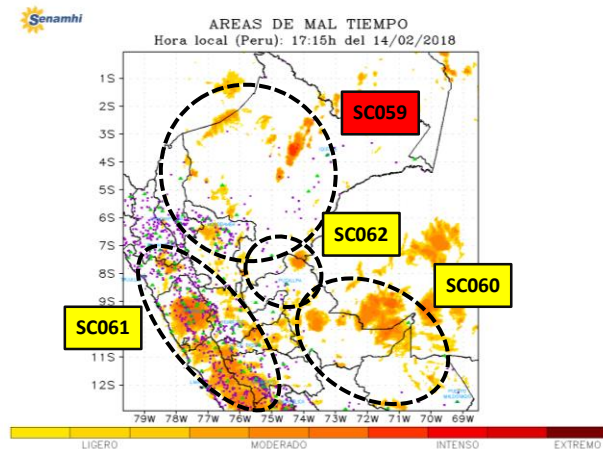 Senamhi
AREAS DE MAL TIEMPO
Hora local (Peru): 17:15h del 14/02/2018
1S
2S
3S
4S
5S
6S
7S
8S
9S
10S
11S
12S
SC059
SC062
SC060
SC061
79W 78W 77W 76W 75W 74W 73W 72W 71W 70W 69W
LIGERO MODERADO INTENSO EXTREMO